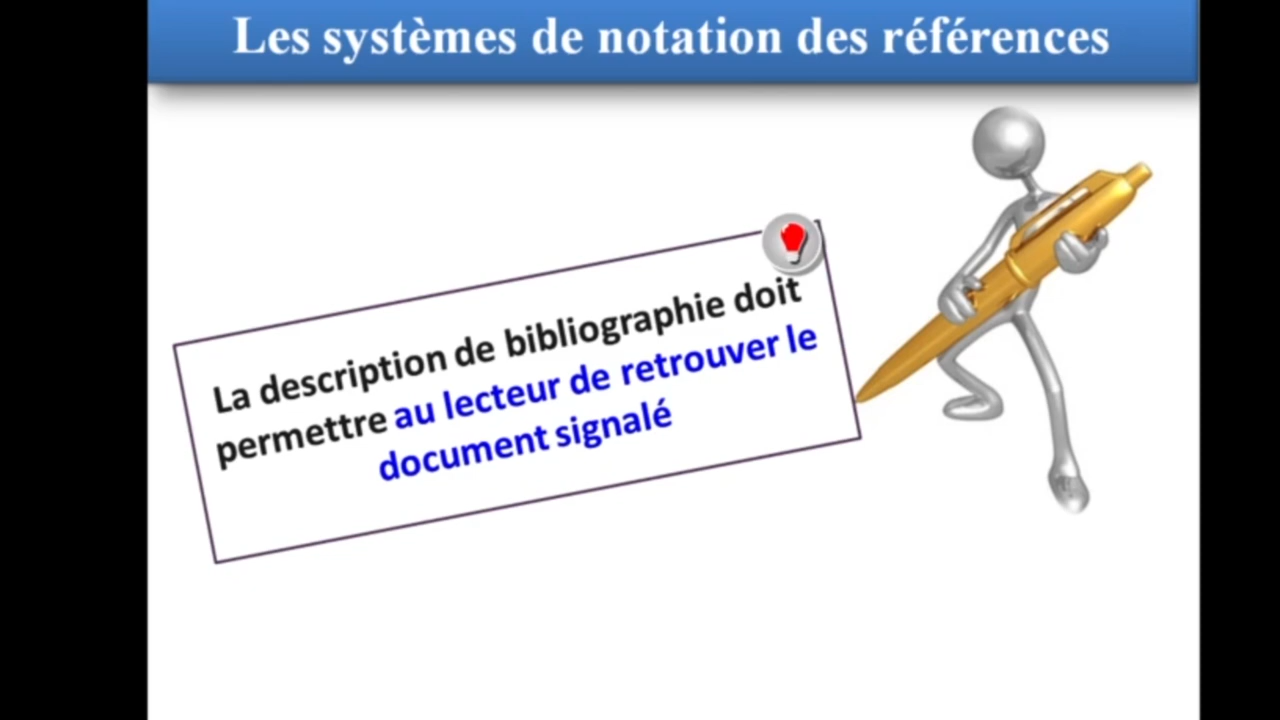 Les systèmes de notation des références
La description de bibliographie doit
permettre au lecteur de retrouver le
document signalé